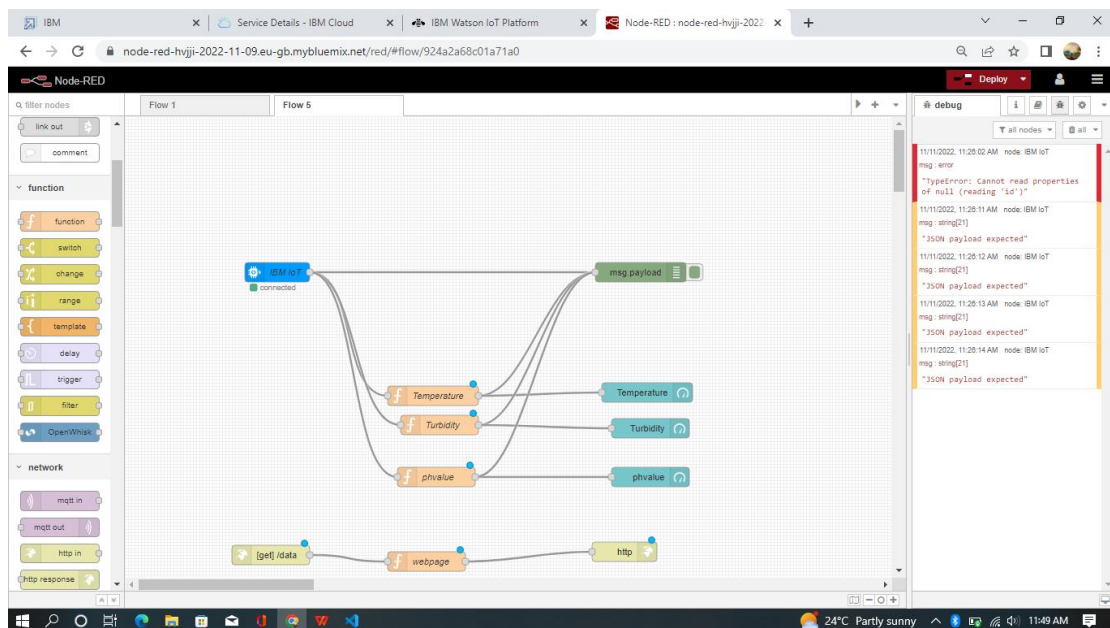 IBM
Service Details - IBM Cloud
IBM Watson IoT Platform
Node-RED : node-red-hvjji-2022-
node-red-hvjji-2022-11-09.eu-gb.mybluemix.net/red/#flow/924a2a68c01a71a0
Node-RED
Deploy
filter nodes
Flow 1
Flow 5
debug
i
all nodes
all
link out
comment
function
function
switch
change
range
template
delay
trigger
filter
OpenWhisk
network
mqtt in
mqtt out
http in
http response
IBM IoT
connected
msg.payload
Temperature
Temperature
Turbidity
Turbidity
phvalue
phvalue
[get] /data
webpage
http
11/11/2022, 11:26:02 AM node: IBM IoT
msg : error
"TypeError: Cannot read properties
of null (reading 'id')"
11/11/2022, 11:26:11 AM node: IBM IoT
msg : string[21]
"JSON payload expected"
11/11/2022, 11:26:12 AM node: IBM IoT
msg : string[21]
"JSON payload expected"
11/11/2022, 11:26:13 AM node: IBM IoT
msg : string[21]
"JSON payload expected"
11/11/2022, 11:26:14 AM node: IBM IoT
msg : string[21]
"JSON payload expected"
24°C Partly sunny
11:49 AM